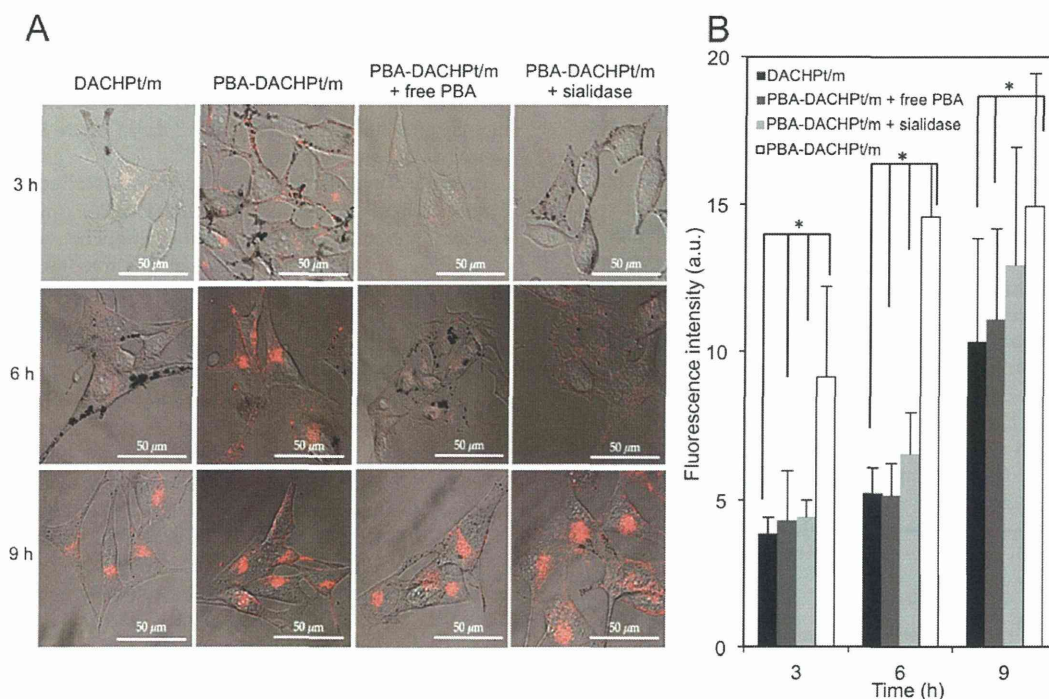 A
DACHPt/m
PBA-DACHPt/m
PBA-DACHPt/m
+ free PBA
PBA-DACHPt/m
+ sialidase
3 h
50 µm
50 µm
50 µm
50 µm
6 h
50 µm
50 µm
50 µm
50 µm
9 h
50 µm
50 µm
50 µm
50 µm
B
Fluorescence intensity (a.u.)
20
15
10
5
0
DACHPt/m
PBA-DACHPt/m + free PBA
PBA-DACHPt/m + sialidase
PBA-DACHPt/m
*
*
*
3
6
9
Time (h)